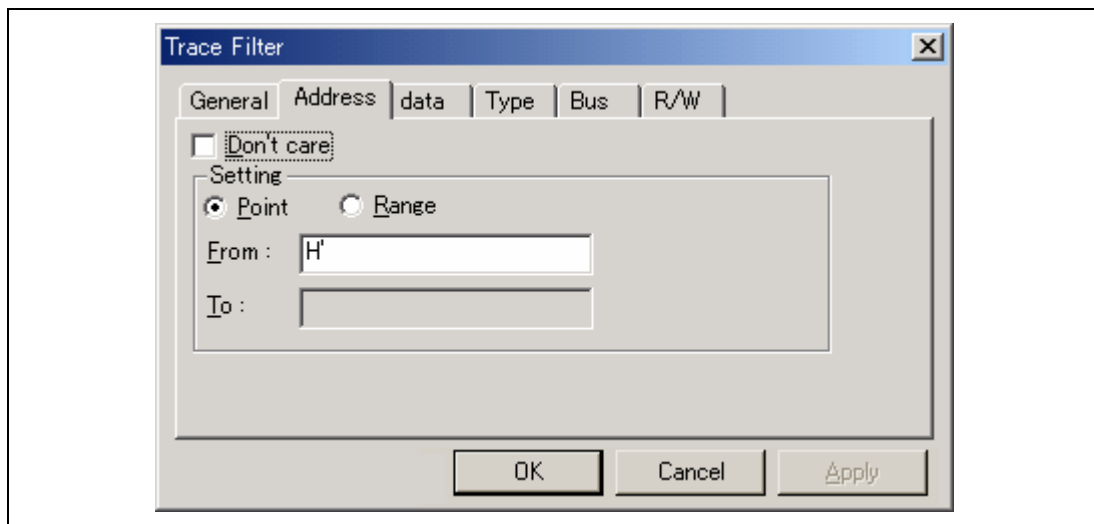 Trace Filter
General Address data Type Bus R/W
Don't care
Setting
Point Range
From : H'
To :
OK Cancel Apply